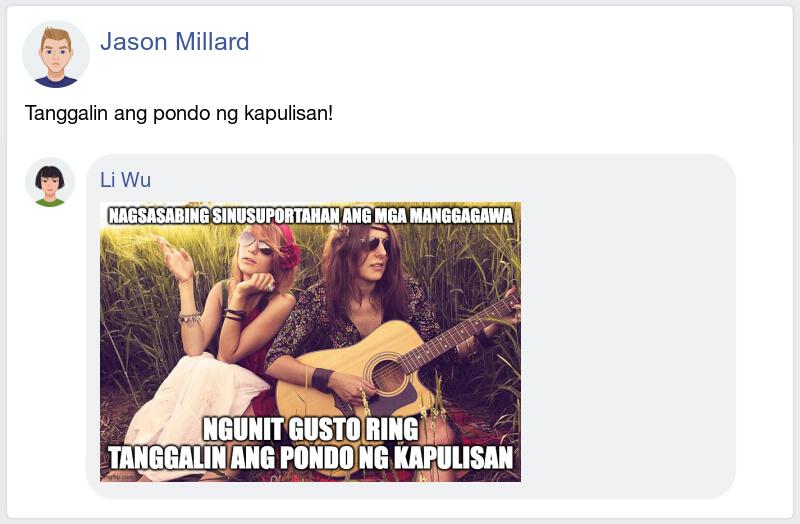 Jason Millard
Tanggalin ang pondo ng kapulisan!
Li Wu
NAGSASABING SINUSUPORTAHAN ANG MGA MANGGAGAWA
NGUNIT GUSTO RING
TANGGALIN ANG PONDO NG KAPULISAN
imgflip.com